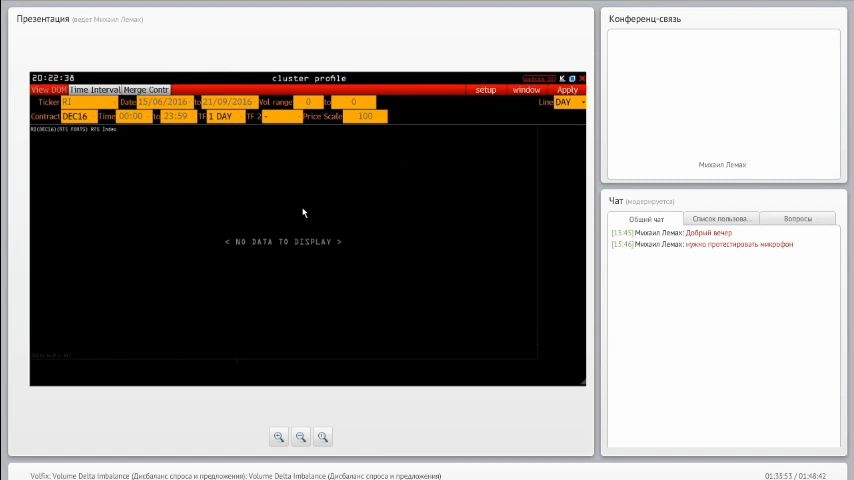 Презентация (ведет Михаил Лемах)
20:22:38 cluster profile
View DOM Time Interval Merge Contr setup window Apply
Ticker RI Date 15/06/2016 to 21/09/2016 Vol range 0 to 0 Line DAY
Contract DEC16 Time 00:00 to 23:59 TF 1 DAY TF 2 - Price Scale 100
RI(DEC16)(RTS FORTS) RTS Index
< NO DATA TO DISPLAY >
Конференц-связь
Михаил Лемах
Чат (модерируется)
Общий чат Список пользова... Вопросы
[15:45] Михаил Лемах: Добрый вечер
[15:46] Михаил Лемах: нужно протестировать микрофон
Volfix: Volume Delta Imbalance (Дисбаланс спроса и предложения): Volume Delta Imbalance (Дисбаланс спроса и предложения) 01:35:53 / 01:48:42